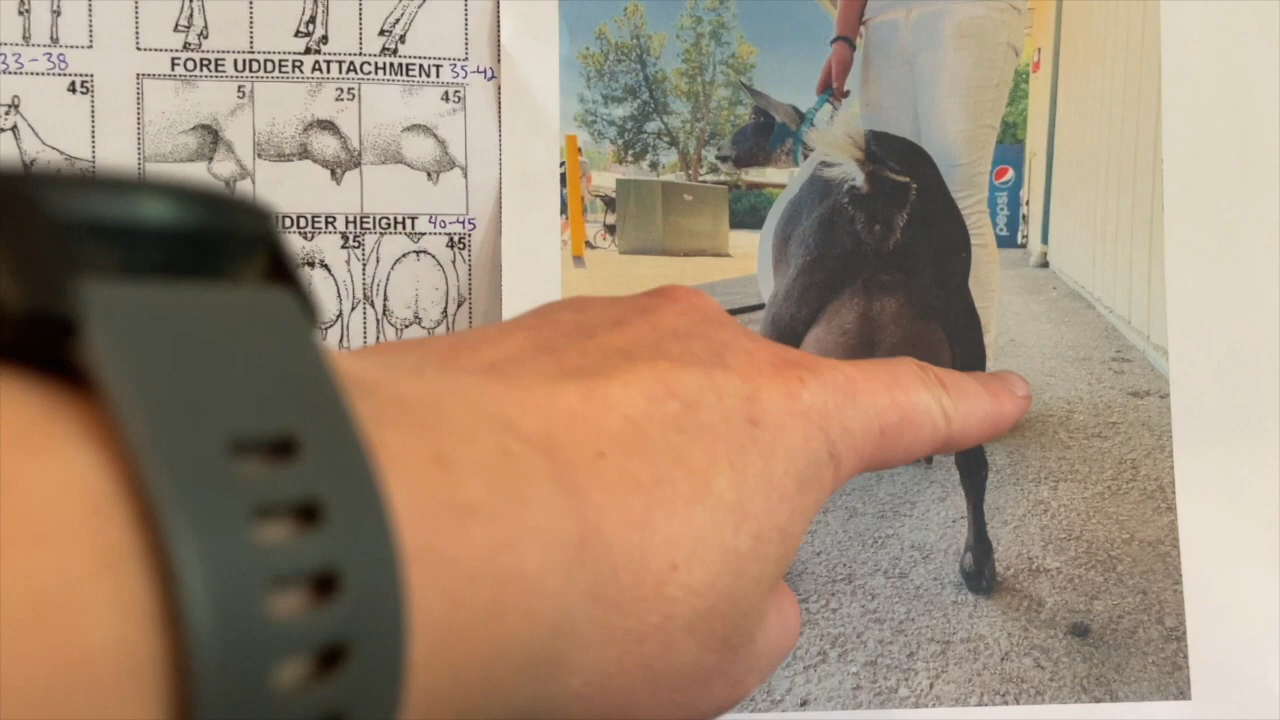 33-38
45
FORE UDDER ATTACHMENT 35-42
5 25 45
UDDER HEIGHT 40-45
25 45
pepsi